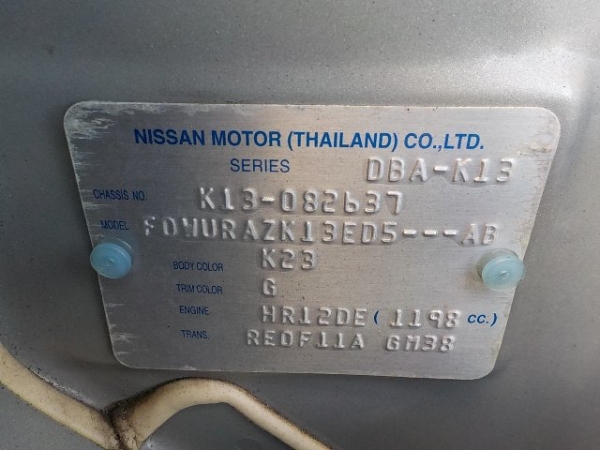 NISSAN MOTOR (THAILAND) CO.,LTD.
SERIES DBA-K13
CHASSIS NO. K13-082637
MODEL FDWURAZK13ED5---AB
BODY COLOR K23
TRIM COLOR G
ENGINE HR12DE ( 1198 CC.)
TRANS. RE0F11A GM38